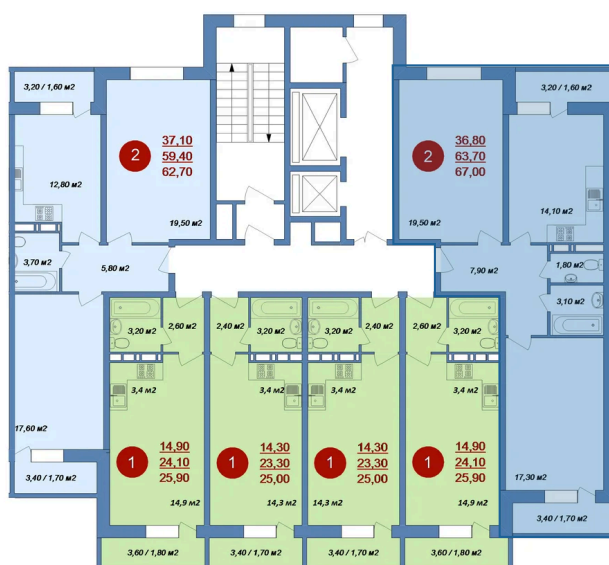 3,20 / 1,60 м2
3,20 / 1,60 м2
2
37,10
59,40
62,70
2
36,80
63,70
67,00
12,80 м2
19,50 м2
19,50 м2
14,10 м2
3,70 м2
5,80 м2
7,90 м2
1,80 м2
3,10 м2
3,20 м2
2,60 м2
2,40 м2
3,20 м2
3,20 м2
2,40 м2
2,60 м2
3,20 м2
3,4 м2
3,4 м2
3,4 м2
3,4 м2
17,60 м2
1
14,90
24,10
25,90
1
14,30
23,30
25,00
1
14,30
23,30
25,00
1
14,90
24,10
25,90
17,30 м2
14,9 м2
14,3 м2
14,3 м2
14,9 м2
3,40 / 1,70 м2
3,40 / 1,70 м2
3,60 / 1,80 м2
3,40 / 1,70 м2
3,40 / 1,70 м2
3,60 / 1,80 м2